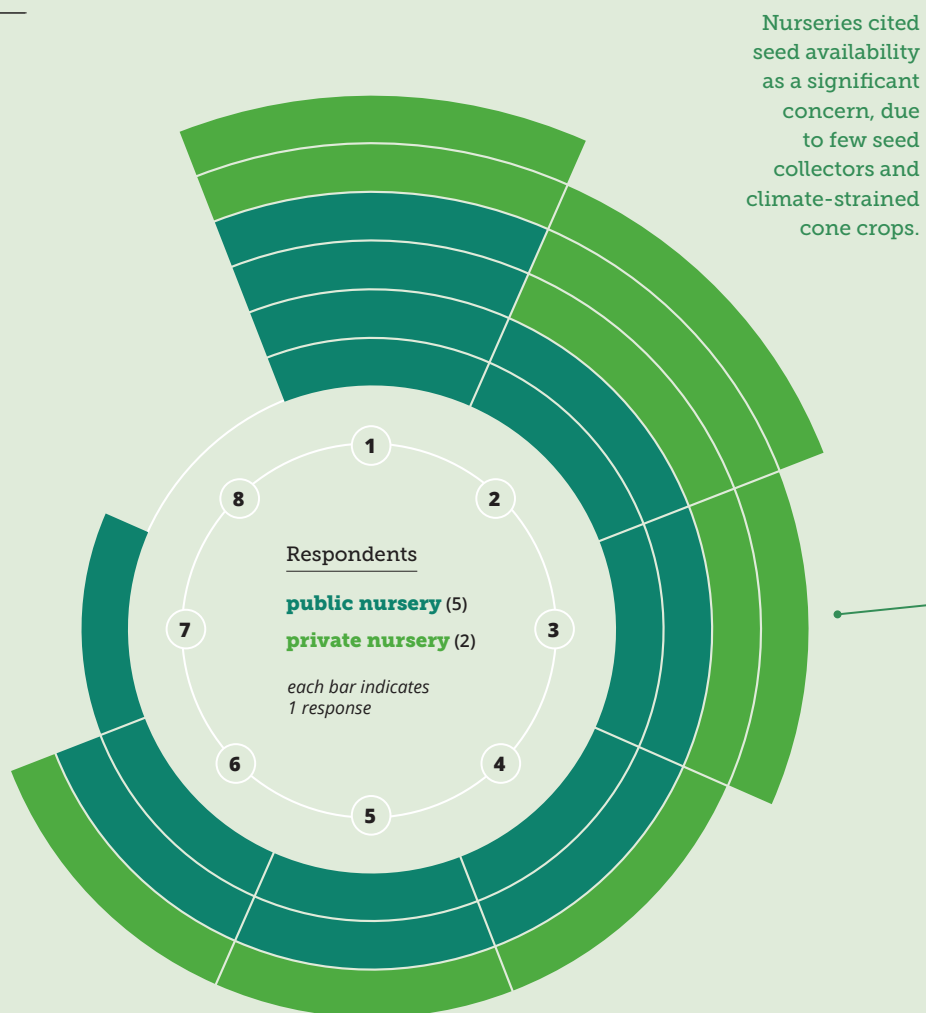 Nurseries cited
seed availability
as a significant
concern, due
to few seed
collectors and
climate-strained
cone crops.
1
2
3
4
5
6
7
8
Respondents
public nursery (5)
private nursery (2)
each bar indicates
1 response